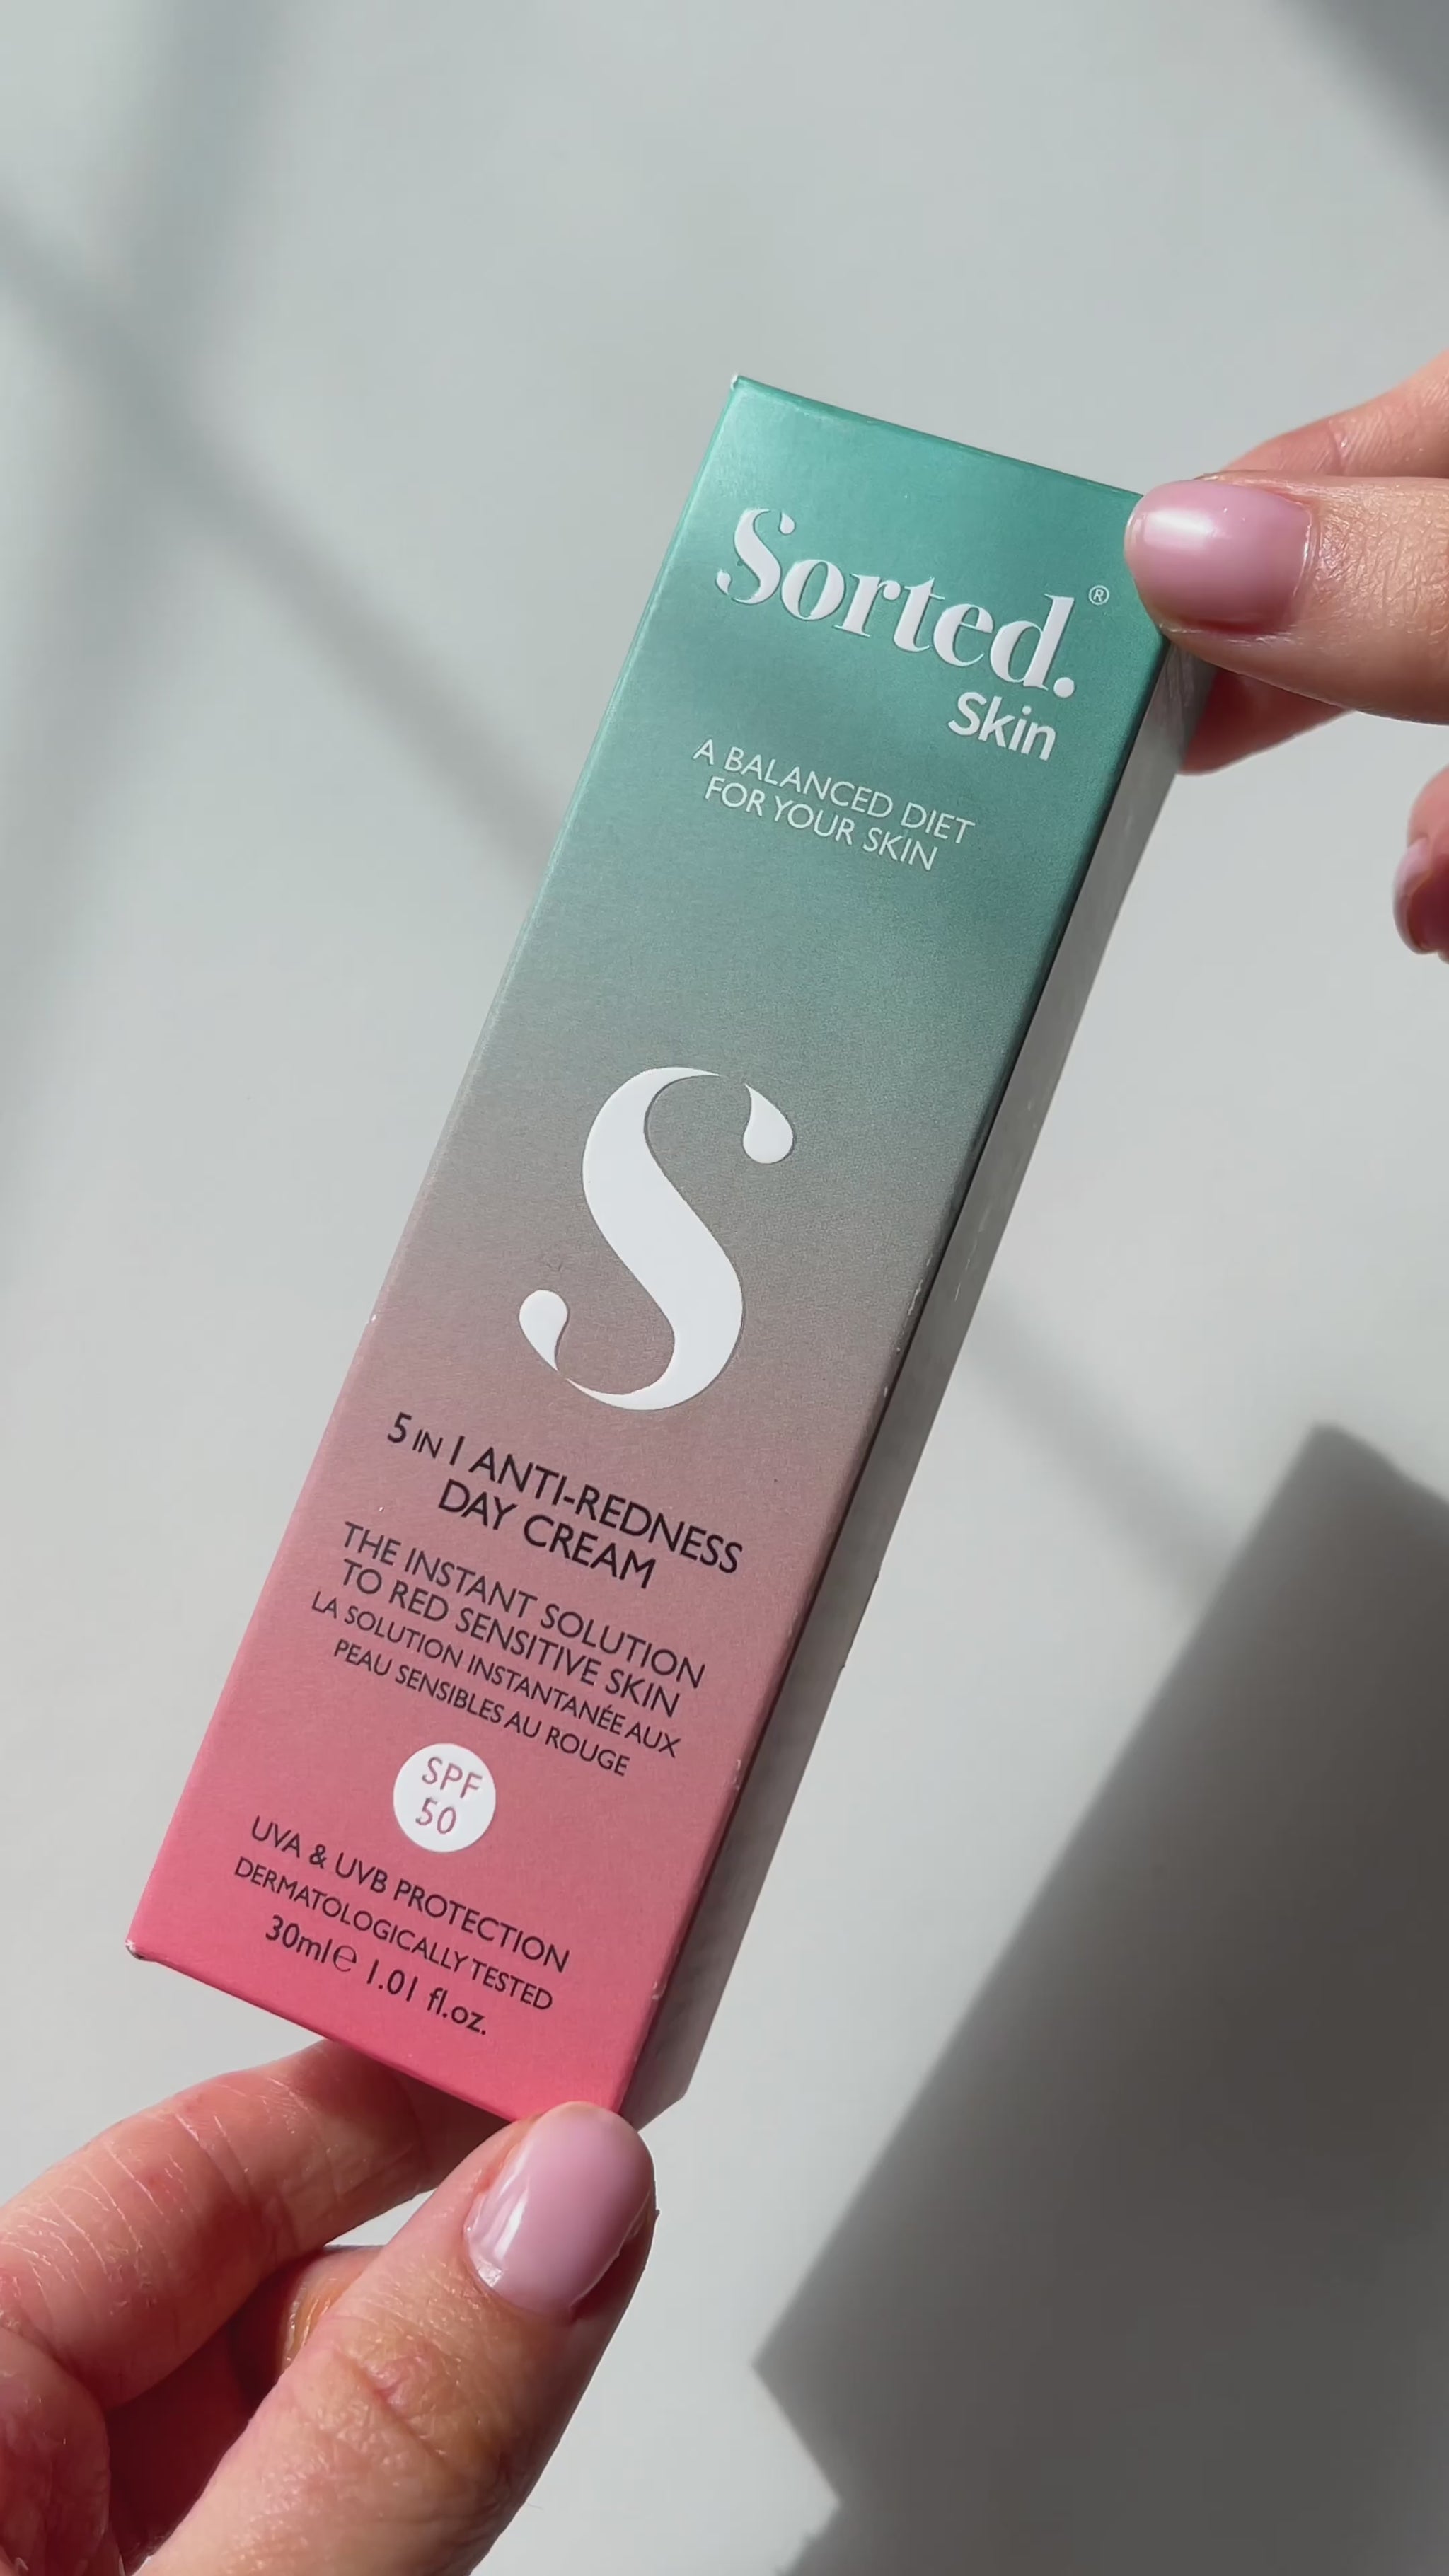 Sorted.®
Skin
A BALANCED DIET
FOR YOUR SKIN
S
5 IN 1 ANTI-REDNESS
DAY CREAM
THE INSTANT SOLUTION
TO RED SENSITIVE SKIN
LA SOLUTION INSTANTANÉE AUX
PEAU SENSIBLES AU ROUGE
SPF
50
UVA & UVB PROTECTION
DERMATOLOGICALLY TESTED
30ml℮ 1.01 fl.oz.